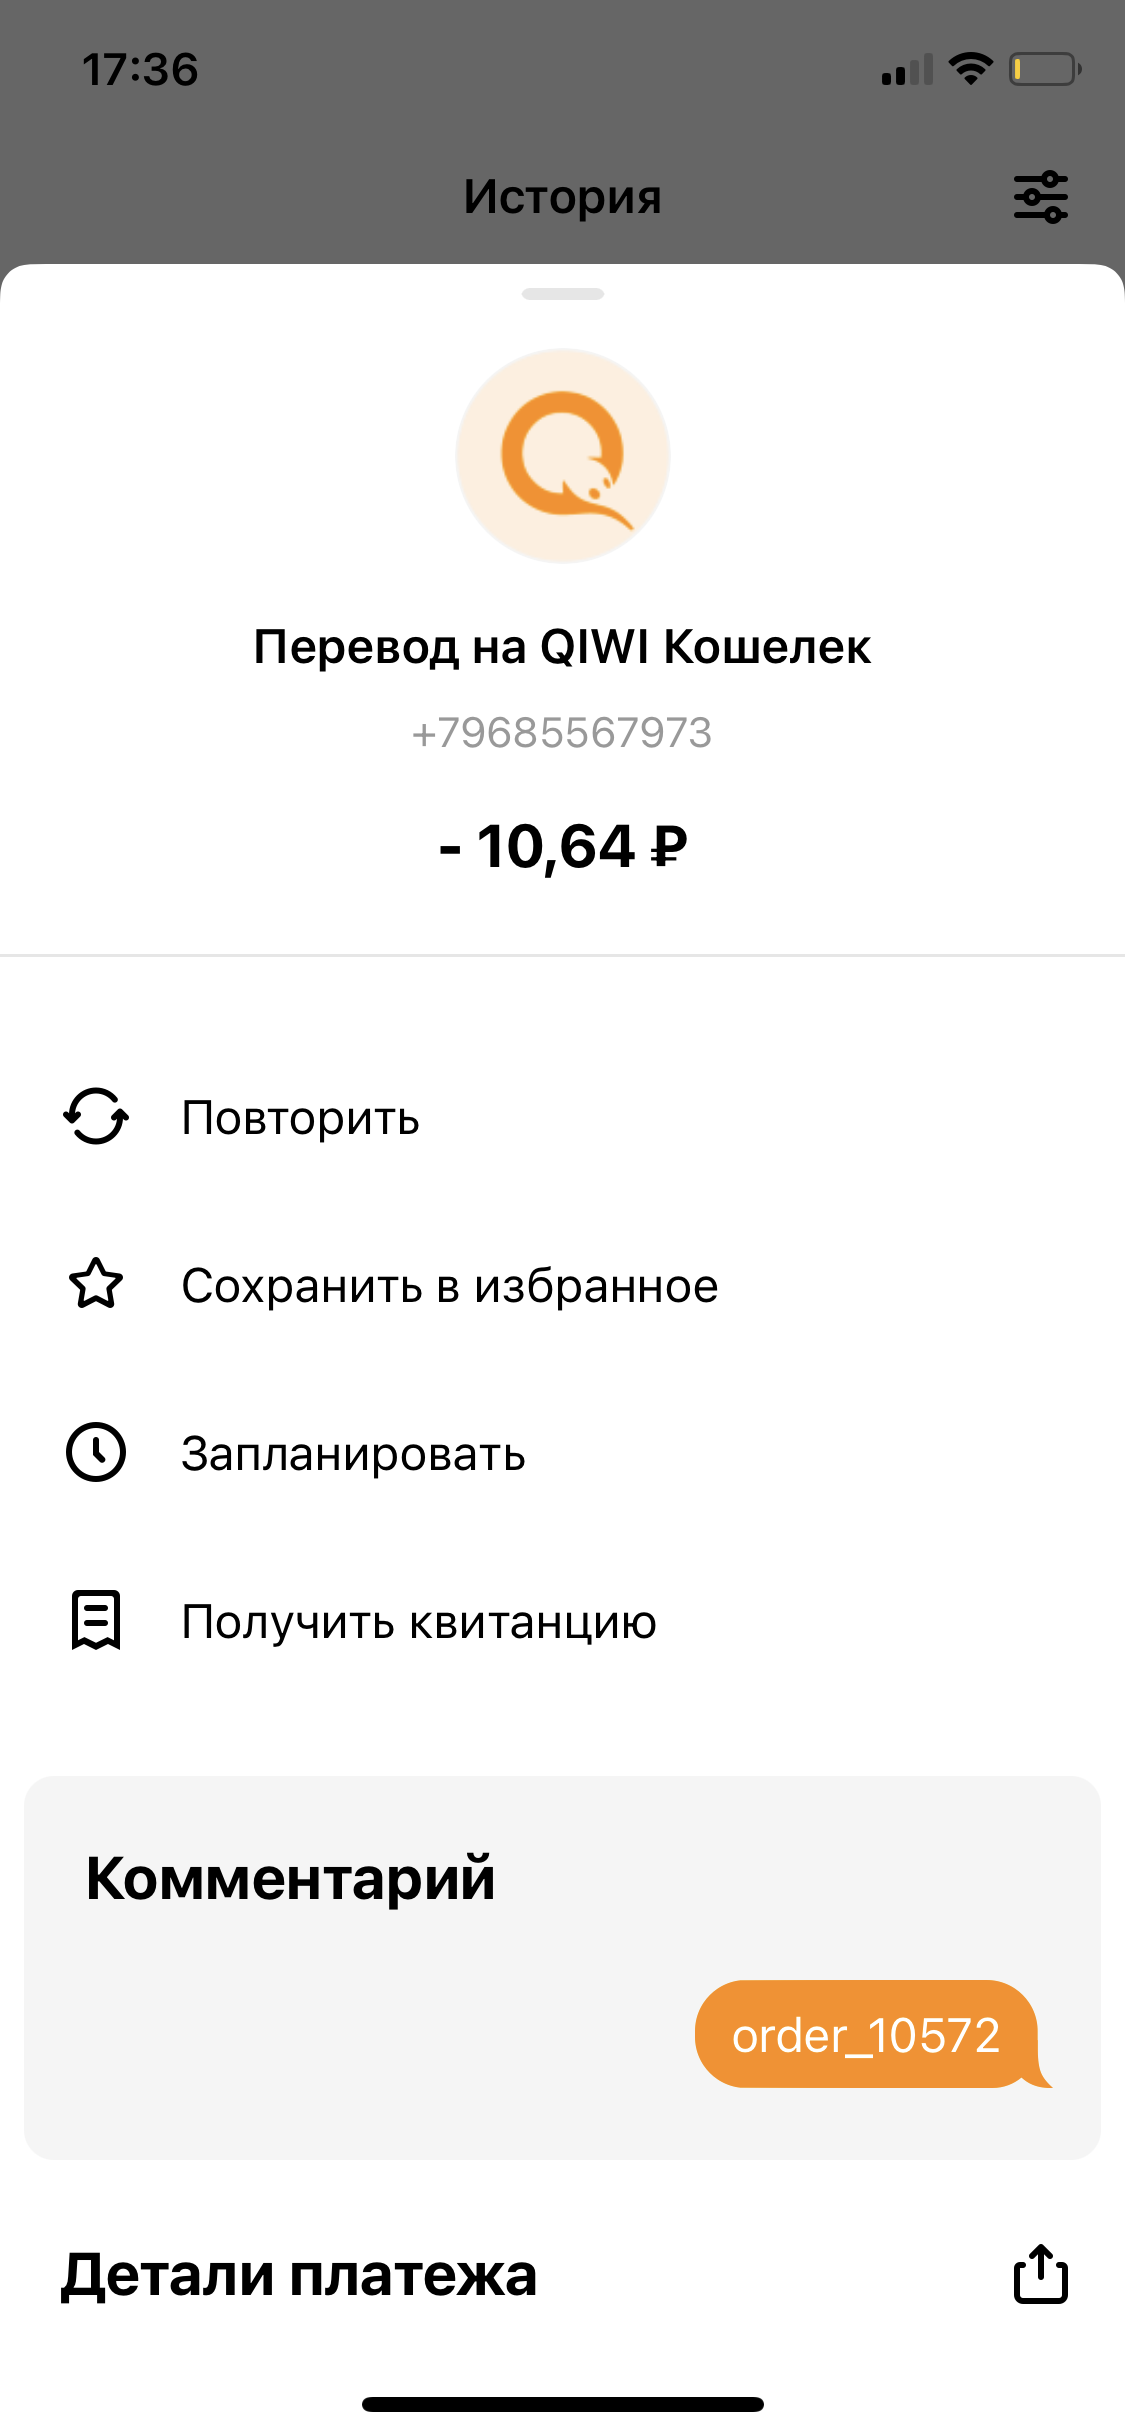 17:36
История
Перевод на QIWI Кошелек
+79685567973
- 10,64 ₽
Повторить
Сохранить в избранное
Запланировать
Получить квитанцию
Комментарий
order_10572
Детали платежа